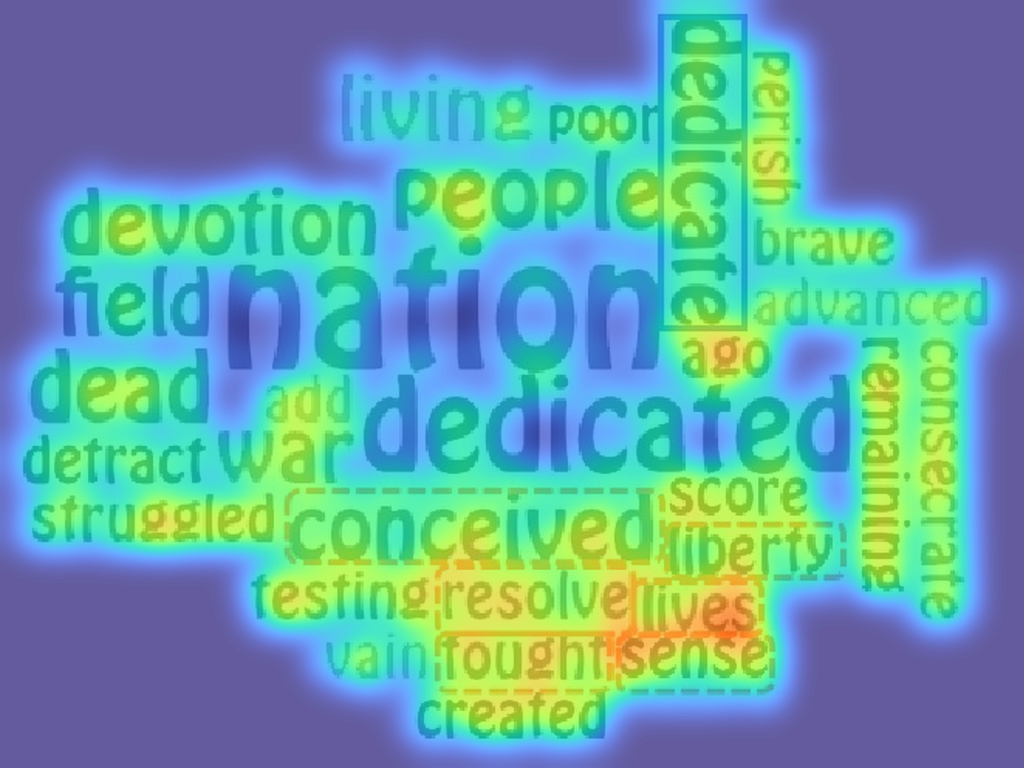 dedicate
perish
living poor
people
devotion
brave
nation
field
advanced
ago
dead
add
dedicated
remaining
consecrate
detract war
score
struggled conceived
liberty
testing resolve lives
vain fought sense
created